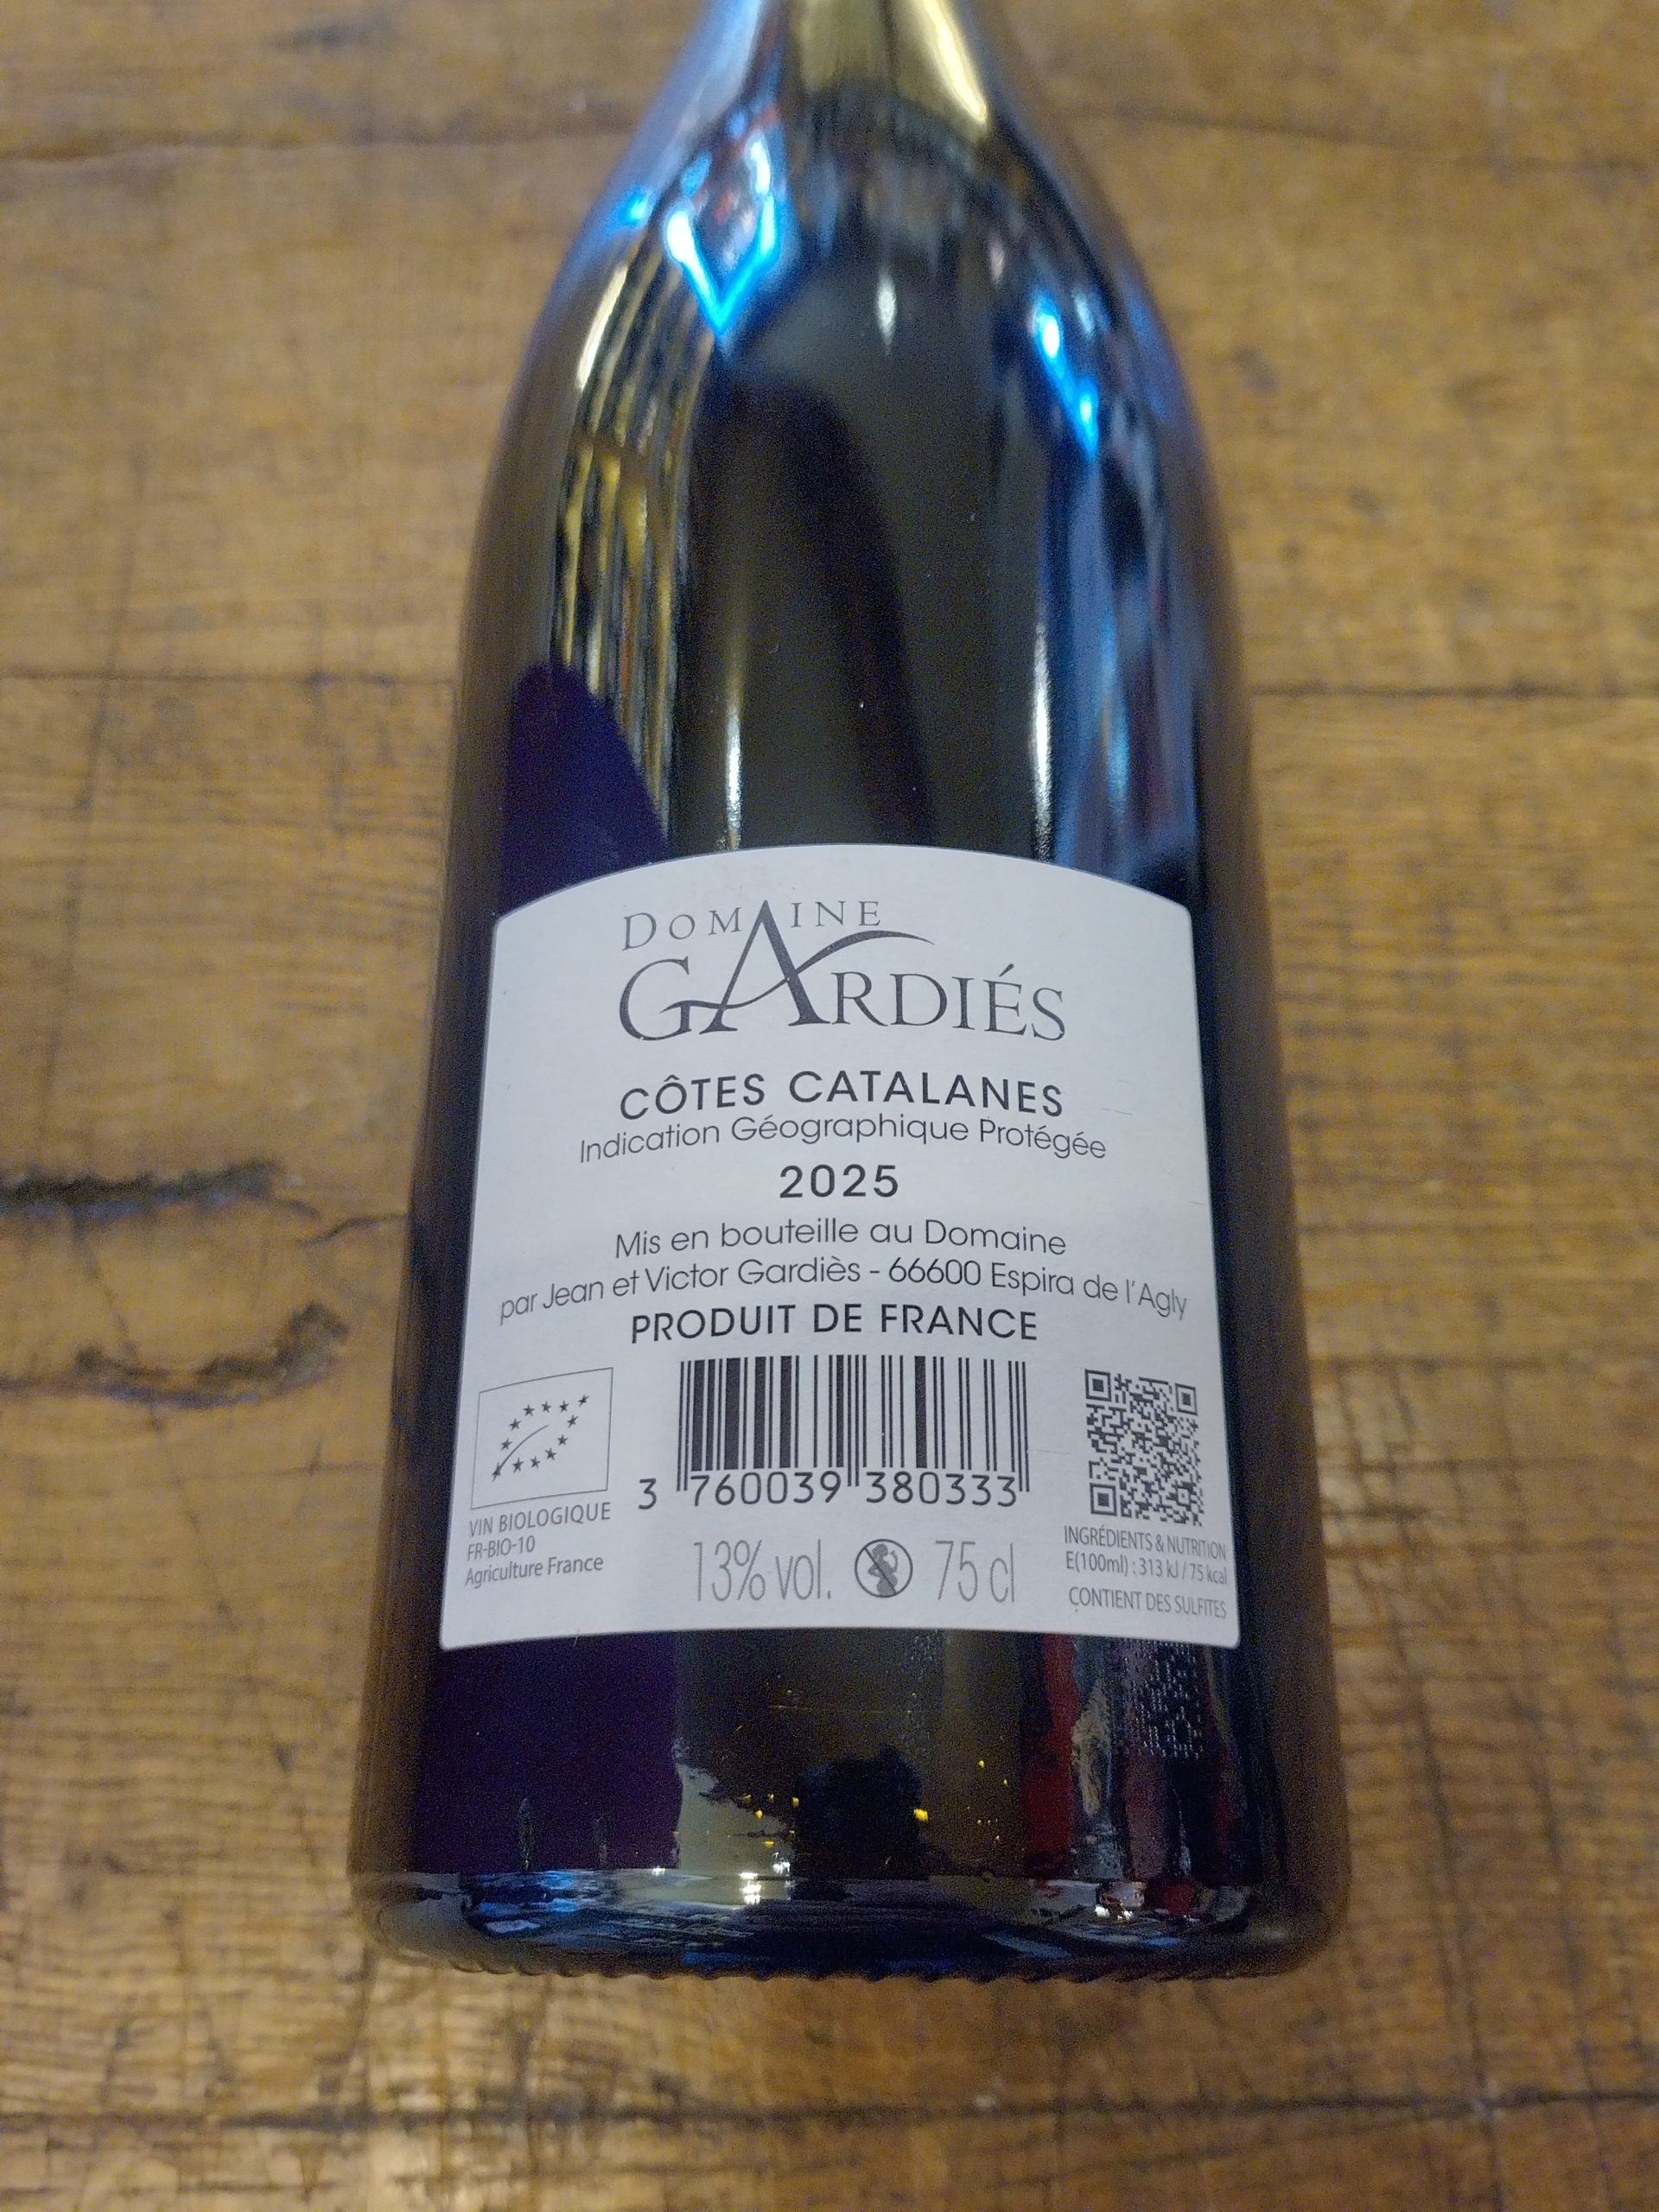 DOMAINE
GARDIÉS
CÔTES CATALANES
Indication Géographique Protégée
2025
Mis en bouteille au Domaine
par Jean et Victor Gardiès - 66600 Espira de l'Agly
PRODUIT DE FRANCE
3 760039 380333
VIN BIOLOGIQUE
FR-BIO-10
Agriculture France
13% vol. 75 cl
INGRÉDIENTS & NUTRITION
E(100ml) : 313 kJ / 75 kcal
CONTIENT DES SULFITES